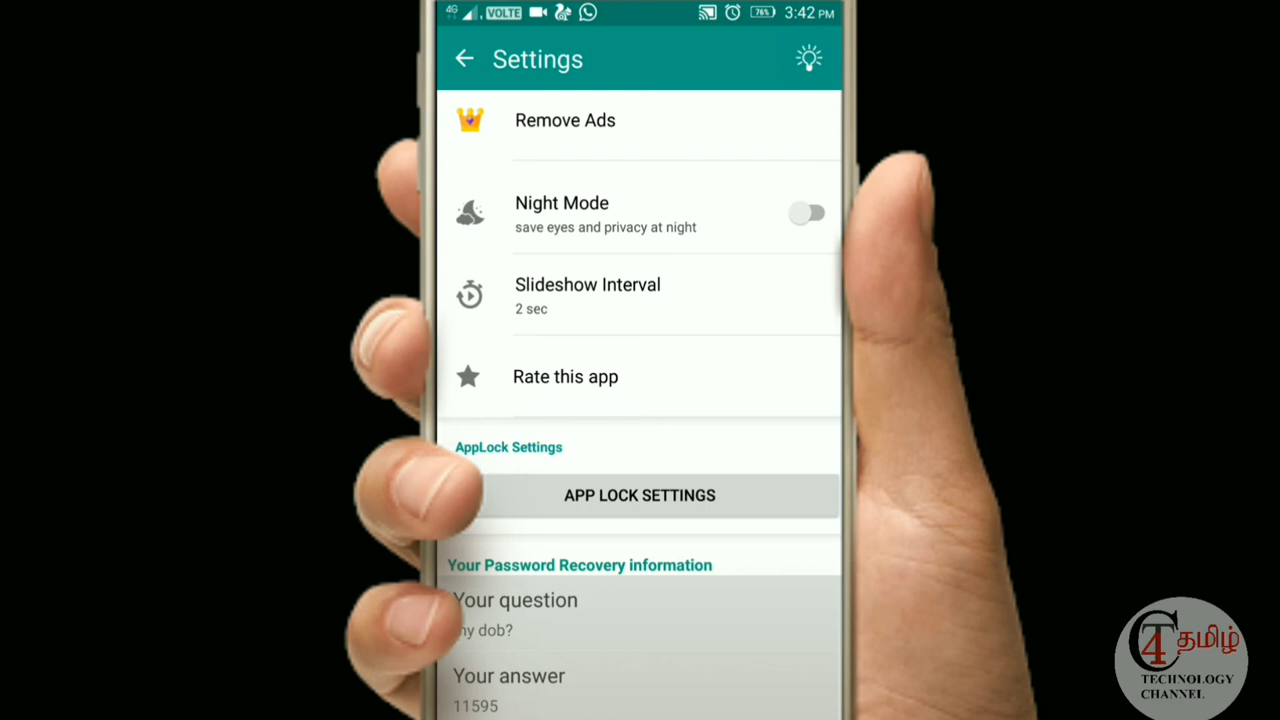 4G VOLTE 76% 3:42 PM
Settings
Remove Ads
Night Mode
save eyes and privacy at night
Slideshow Interval
2 sec
Rate this app
AppLock Settings
APP LOCK SETTINGS
Your Password Recovery information
Your question
my dob?
Your answer
11595
CT4தமிழ்
TECHNOLOGY
CHANNEL